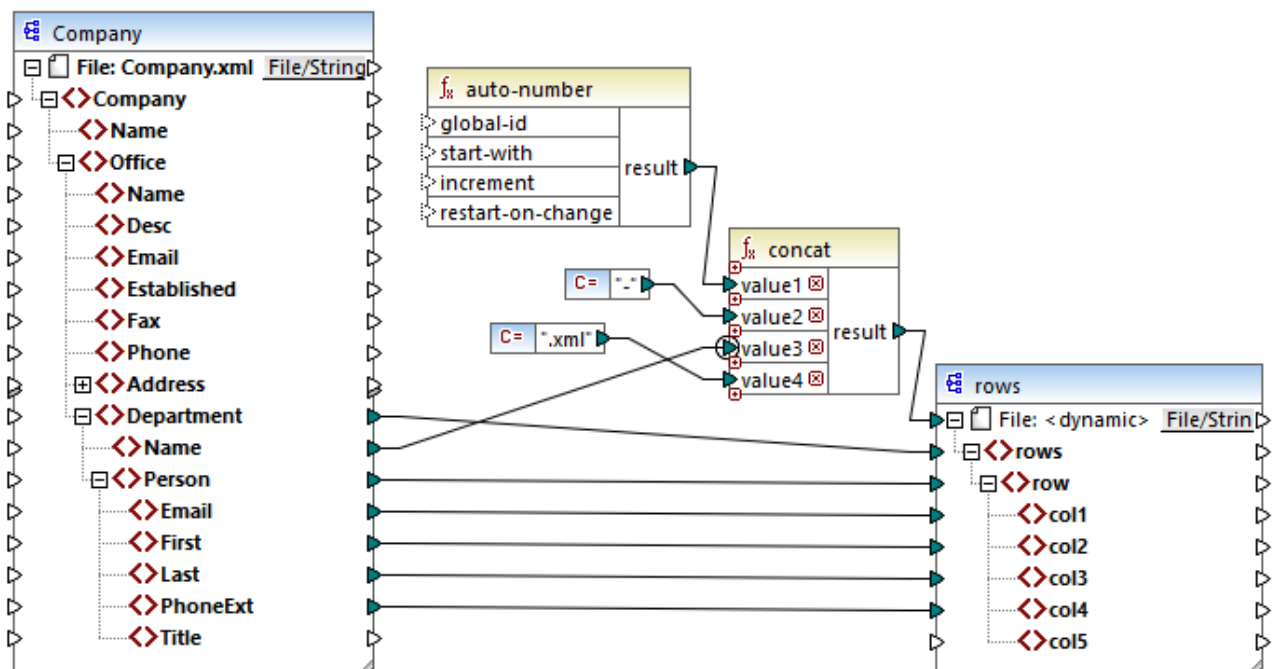 Company
File: Company.xml File/String
Company
Name
Office
Name
Desc
Email
Established
Fax
Phone
Address
Department
Name
Person
Email
First
Last
PhoneExt
Title
fx auto-number
global-id
start-with
increment
restart-on-change
result
C= "-"
C= ".xml"
fx concat
value1
value2
value3
value4
result
rows
File: <dynamic> File/Strin
rows
row
col1
col2
col3
col4
col5